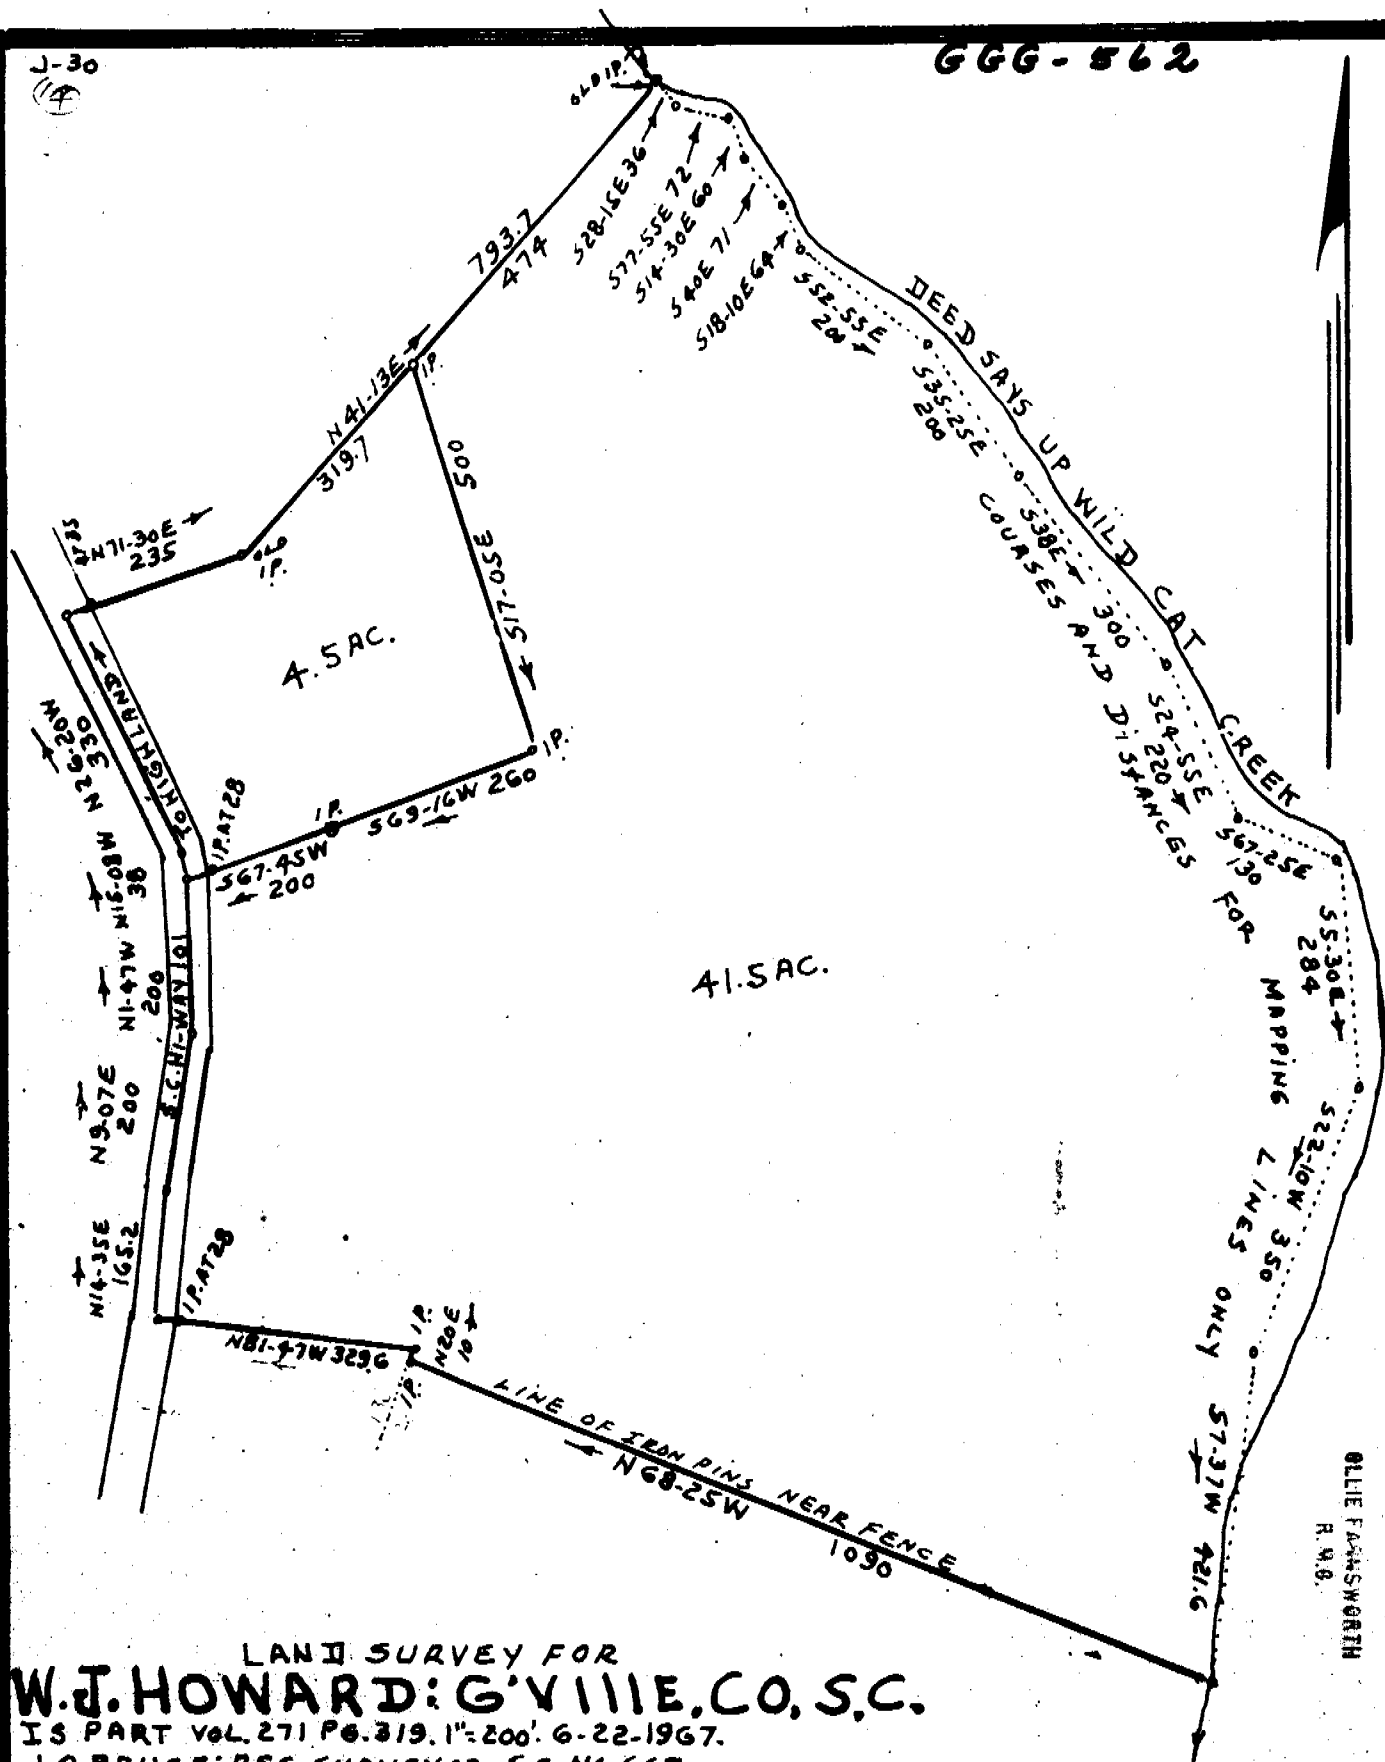 J-30
GGG-562
OLD IP.
S28-15E 36
S77-55E 72
S14-30E 60
S40E 71
S18-10E 64
S52-55E
200
S35-25E
200
S38E
300
S24-55E
220
S67-25E
130
S5-30E
284
S22-10W 350
S7-37W 421.6
DEED SAYS UP WILD CAT CREEK
COURSES AND DISTANCES FOR MAPPING LINES ONLY
793.7
474
N41-13E
319.7
I.P.
500
S17-05E
AT 35
N71-30E
235
OLD
I.P.
4.5 AC.
TO HIGHLAND
N26-20W
330
I.P.
I.P.
S69-16W 260
I.P. AT 28
S67-45W
200
N15-08W
38
N1-47W
200
41.5 AC.
S.C. HI-WAY 101
N9-07E
200
N14-35E
165.2
I.P. AT 28
N81-47W 329.6
I.P.
N20E
10
I.P.
LINE OF IRON PINS NEAR FENCE
N68-25W
1090
OLLIE FARNSWORTH
R.M.C.
LAND SURVEY FOR
W.J. HOWARD: G'VIIIE, CO, S.C.
IS PART VOL. 271 PG. 319. 1"=200'. 6-22-1967.